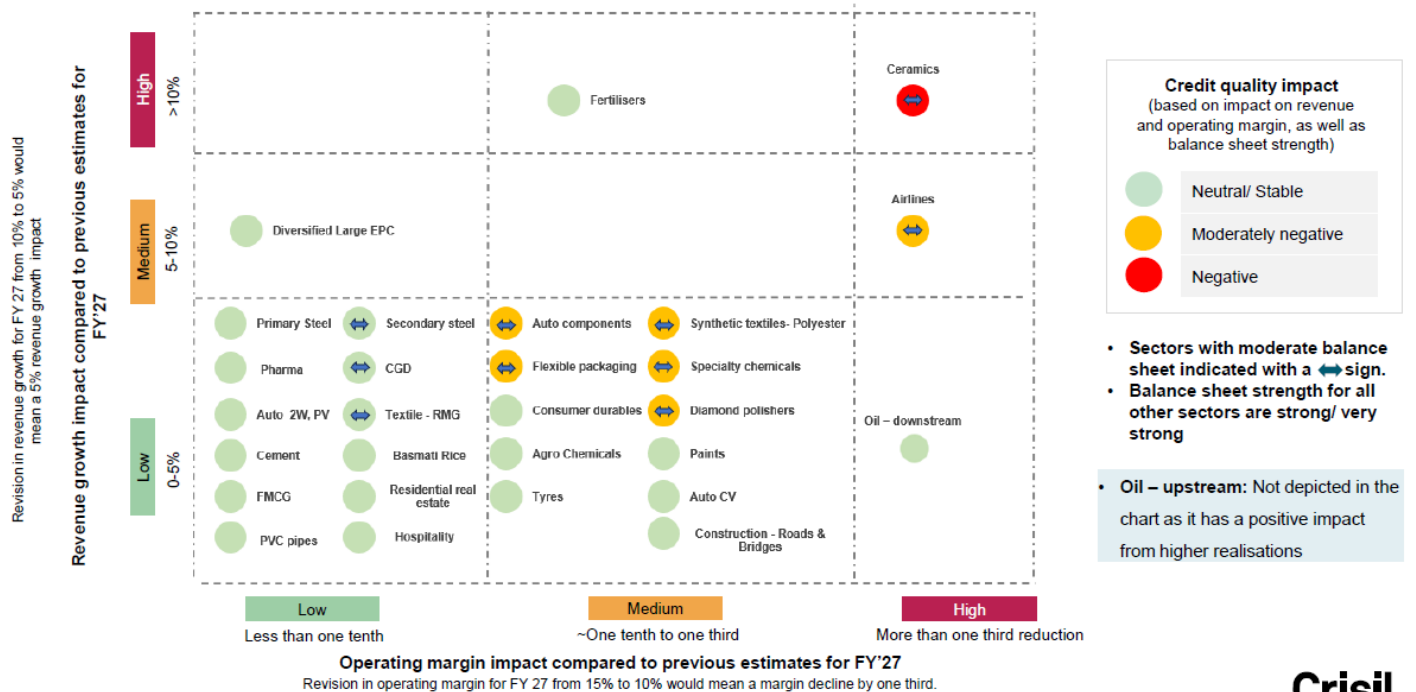 Revision in revenue growth for FY 27 from 10% to 5% would
mean a 5% revenue growth impact
Revenue growth impact compared to previous estimates for
FY'27
High
>10%
Medium
5-10%
Low
0-5%
Fertilisers
Ceramics
Diversified Large EPC
Airlines
Primary Steel
Secondary steel
Auto components
Synthetic textiles- Polyester
Pharma
CGD
Flexible packaging
Specialty chemicals
Auto 2W, PV
Textile - RMG
Consumer durables
Diamond polishers
Oil – downstream
Cement
Basmati Rice
Agro Chemicals
Paints
FMCG
Residential real
estate
Tyres
Auto CV
PVC pipes
Hospitality
Construction - Roads &
Bridges
Low
Less than one tenth
Medium
~One tenth to one third
High
More than one third reduction
Operating margin impact compared to previous estimates for FY'27
Revision in operating margin for FY 27 from 15% to 10% would mean a margin decline by one third.
Credit quality impact
(based on impact on revenue
and operating margin, as well as
balance sheet strength)
Neutral/ Stable
Moderately negative
Negative
• Sectors with moderate balance
sheet indicated with a ⬌ sign.
• Balance sheet strength for all
other sectors are strong/ very
strong
• Oil – upstream: Not depicted in the
chart as it has a positive impact
from higher realisations
Crisil